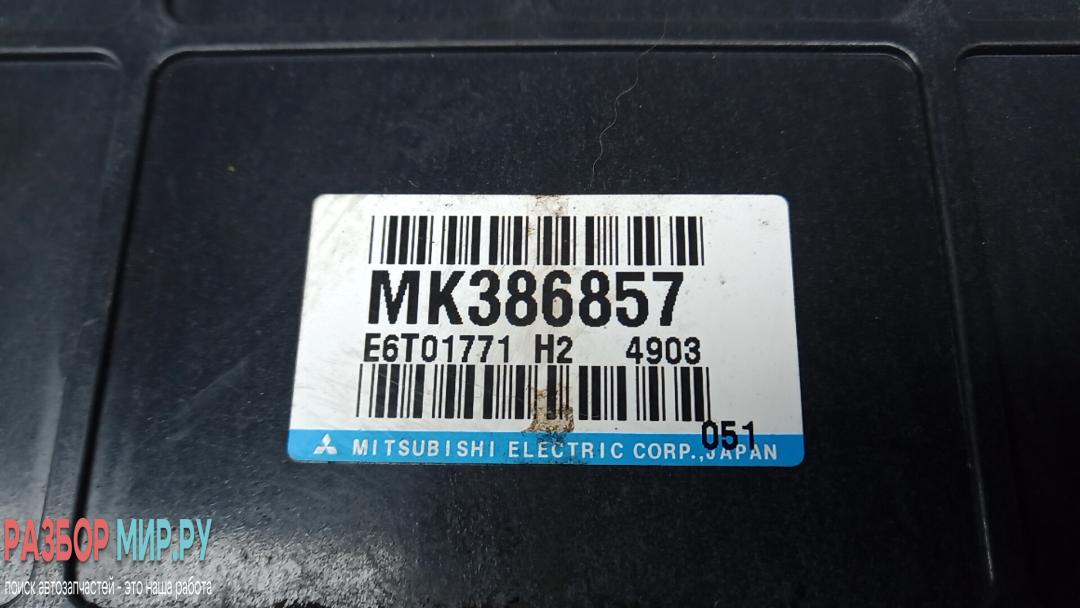 MK386857
E6T01771 H2 4903
051
MITSUBISHI ELECTRIC CORP.,JAPAN
РАЗБОР МИР.РУ
поиск автозапчастей - это наша работа